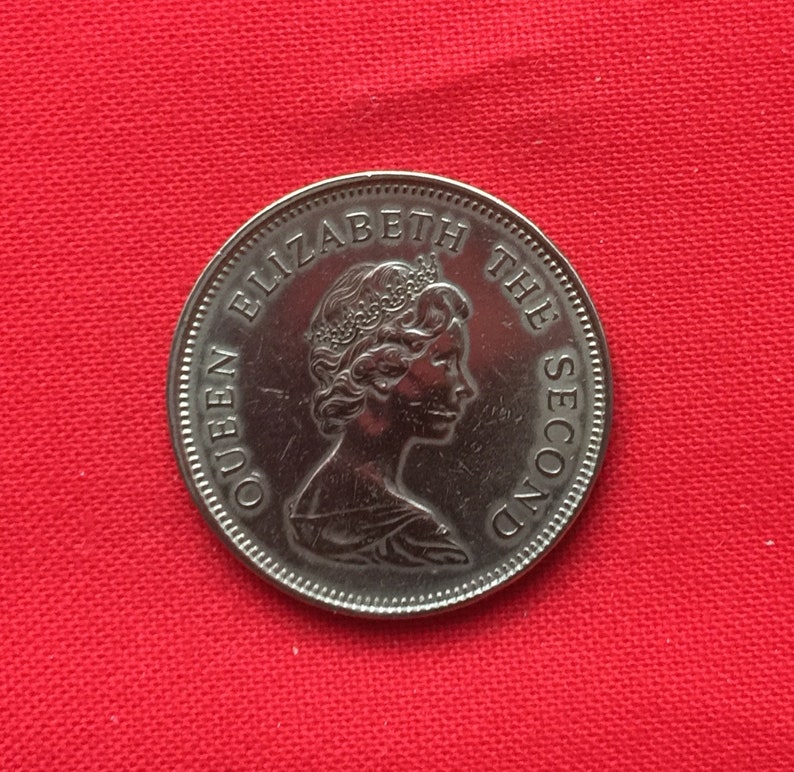 QUEEN ELIZABETH THE SECOND